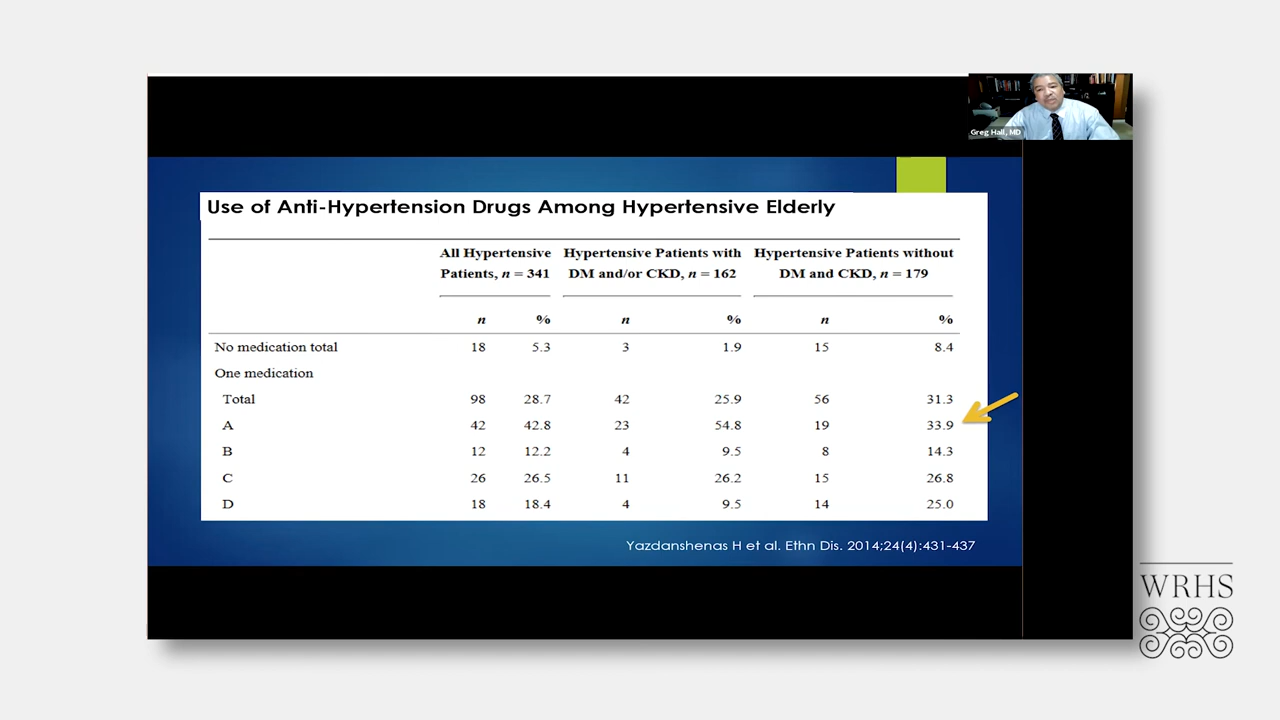 Greg Hall, MD
Use of Anti-Hypertension Drugs Among Hypertensive Elderly
All Hypertensive Patients, n = 341
Hypertensive Patients with DM and/or CKD, n = 162
Hypertensive Patients without DM and CKD, n = 179
n % n % n %
No medication total 18 5.3 3 1.9 15 8.4
One medication
Total 98 28.7 42 25.9 56 31.3
A 42 42.8 23 54.8 19 33.9
B 12 12.2 4 9.5 8 14.3
C 26 26.5 11 26.2 15 26.8
D 18 18.4 4 9.5 14 25.0
Yazdanshenas H et al. Ethn Dis. 2014;24(4):431-437
WRHS